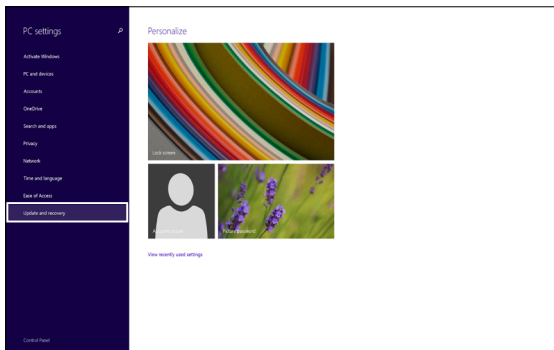 PC settings
Activate Windows
PC and devices
Accounts
OneDrive
Search and apps
Privacy
Network
Time and language
Ease of Access
Update and recovery
Control Panel
Personalize
Lock screen
Account picture
Picture password
View recently used settings